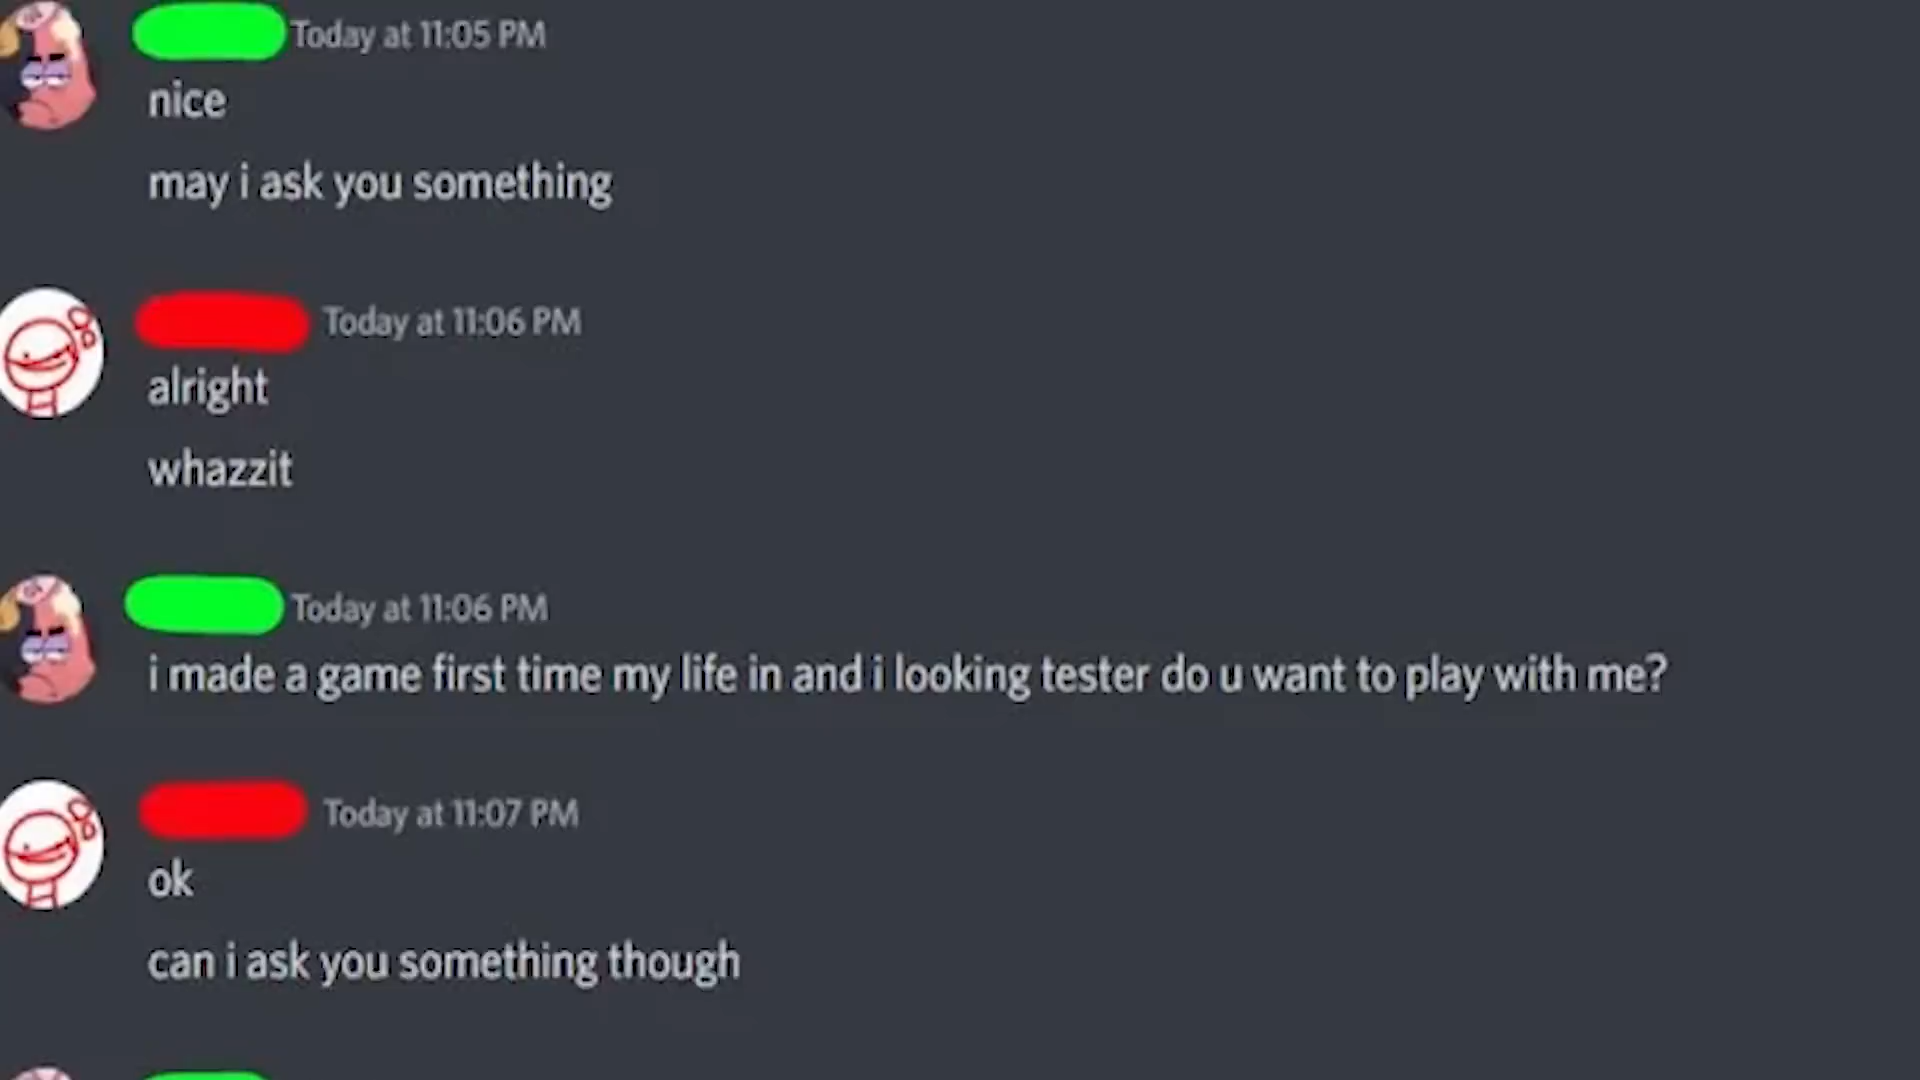 Today at 11:05 PM
nice
may i ask you something
Today at 11:06 PM
alright
whazzit
Today at 11:06 PM
i made a game first time my life in and i looking tester do u want to play with me?
Today at 11:07 PM
ok
can i ask you something though